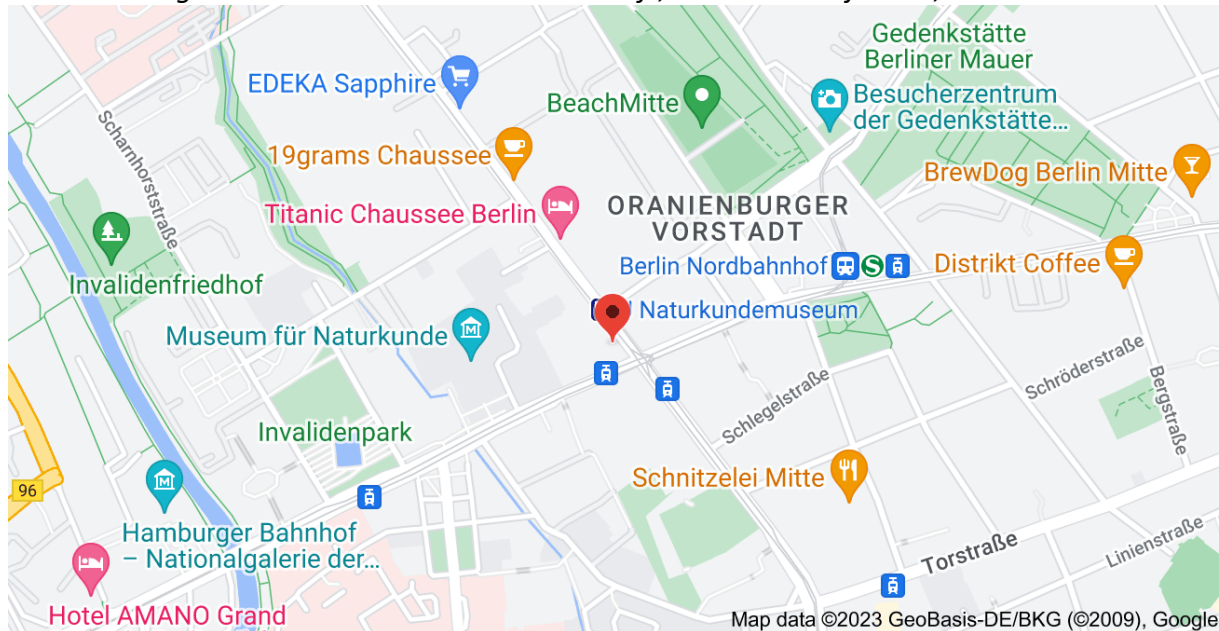 EDEKA Sapphire
Gedenkstätte
Berliner Mauer
BeachMitte
Besucherzentrum
der Gedenkstätte...
Scharnhorststraße
19grams Chaussee
BrewDog Berlin Mitte
Titanic Chaussee Berlin
ORANIENBURGER
VORSTADT
Berlin Nordbahnhof
S
Distrikt Coffee
Invalidenfriedhof
Naturkundemuseum
Museum für Naturkunde
Schröderstraße
Schlegelstraße
Bergstraße
Invalidenpark
Schnitzelei Mitte
96
Hamburger Bahnhof
– Nationalgalerie der...
Torstraße
Linienstraße
Hotel AMANO Grand
Map data ©2023 GeoBasis-DE/BKG (©2009), Google